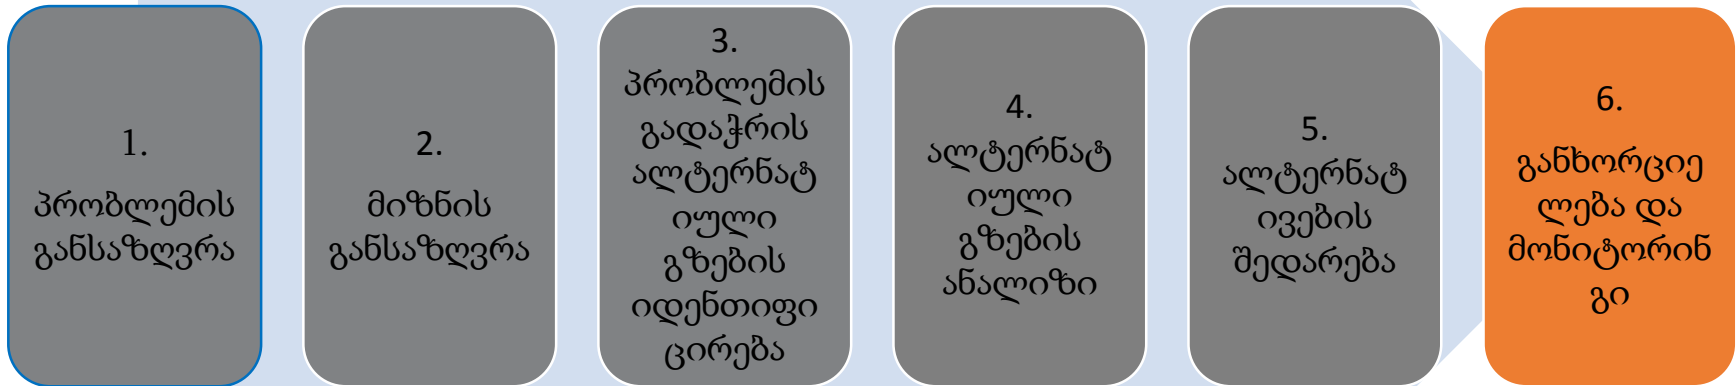 1.
პრობლემის
განსაზღვრა
2.
მიზნის
განსაზღვრა
3.
პრობლემის
გადაჭრის
ალტერნატ
იული
გზების
იდენთიფი
ცირება
4.
ალტერნატ
იული
გზების
ანალიზი
5.
ალტერნატ
ივების
შედარება
6.
განხორციე
ლება და
მონიტორინ
გი